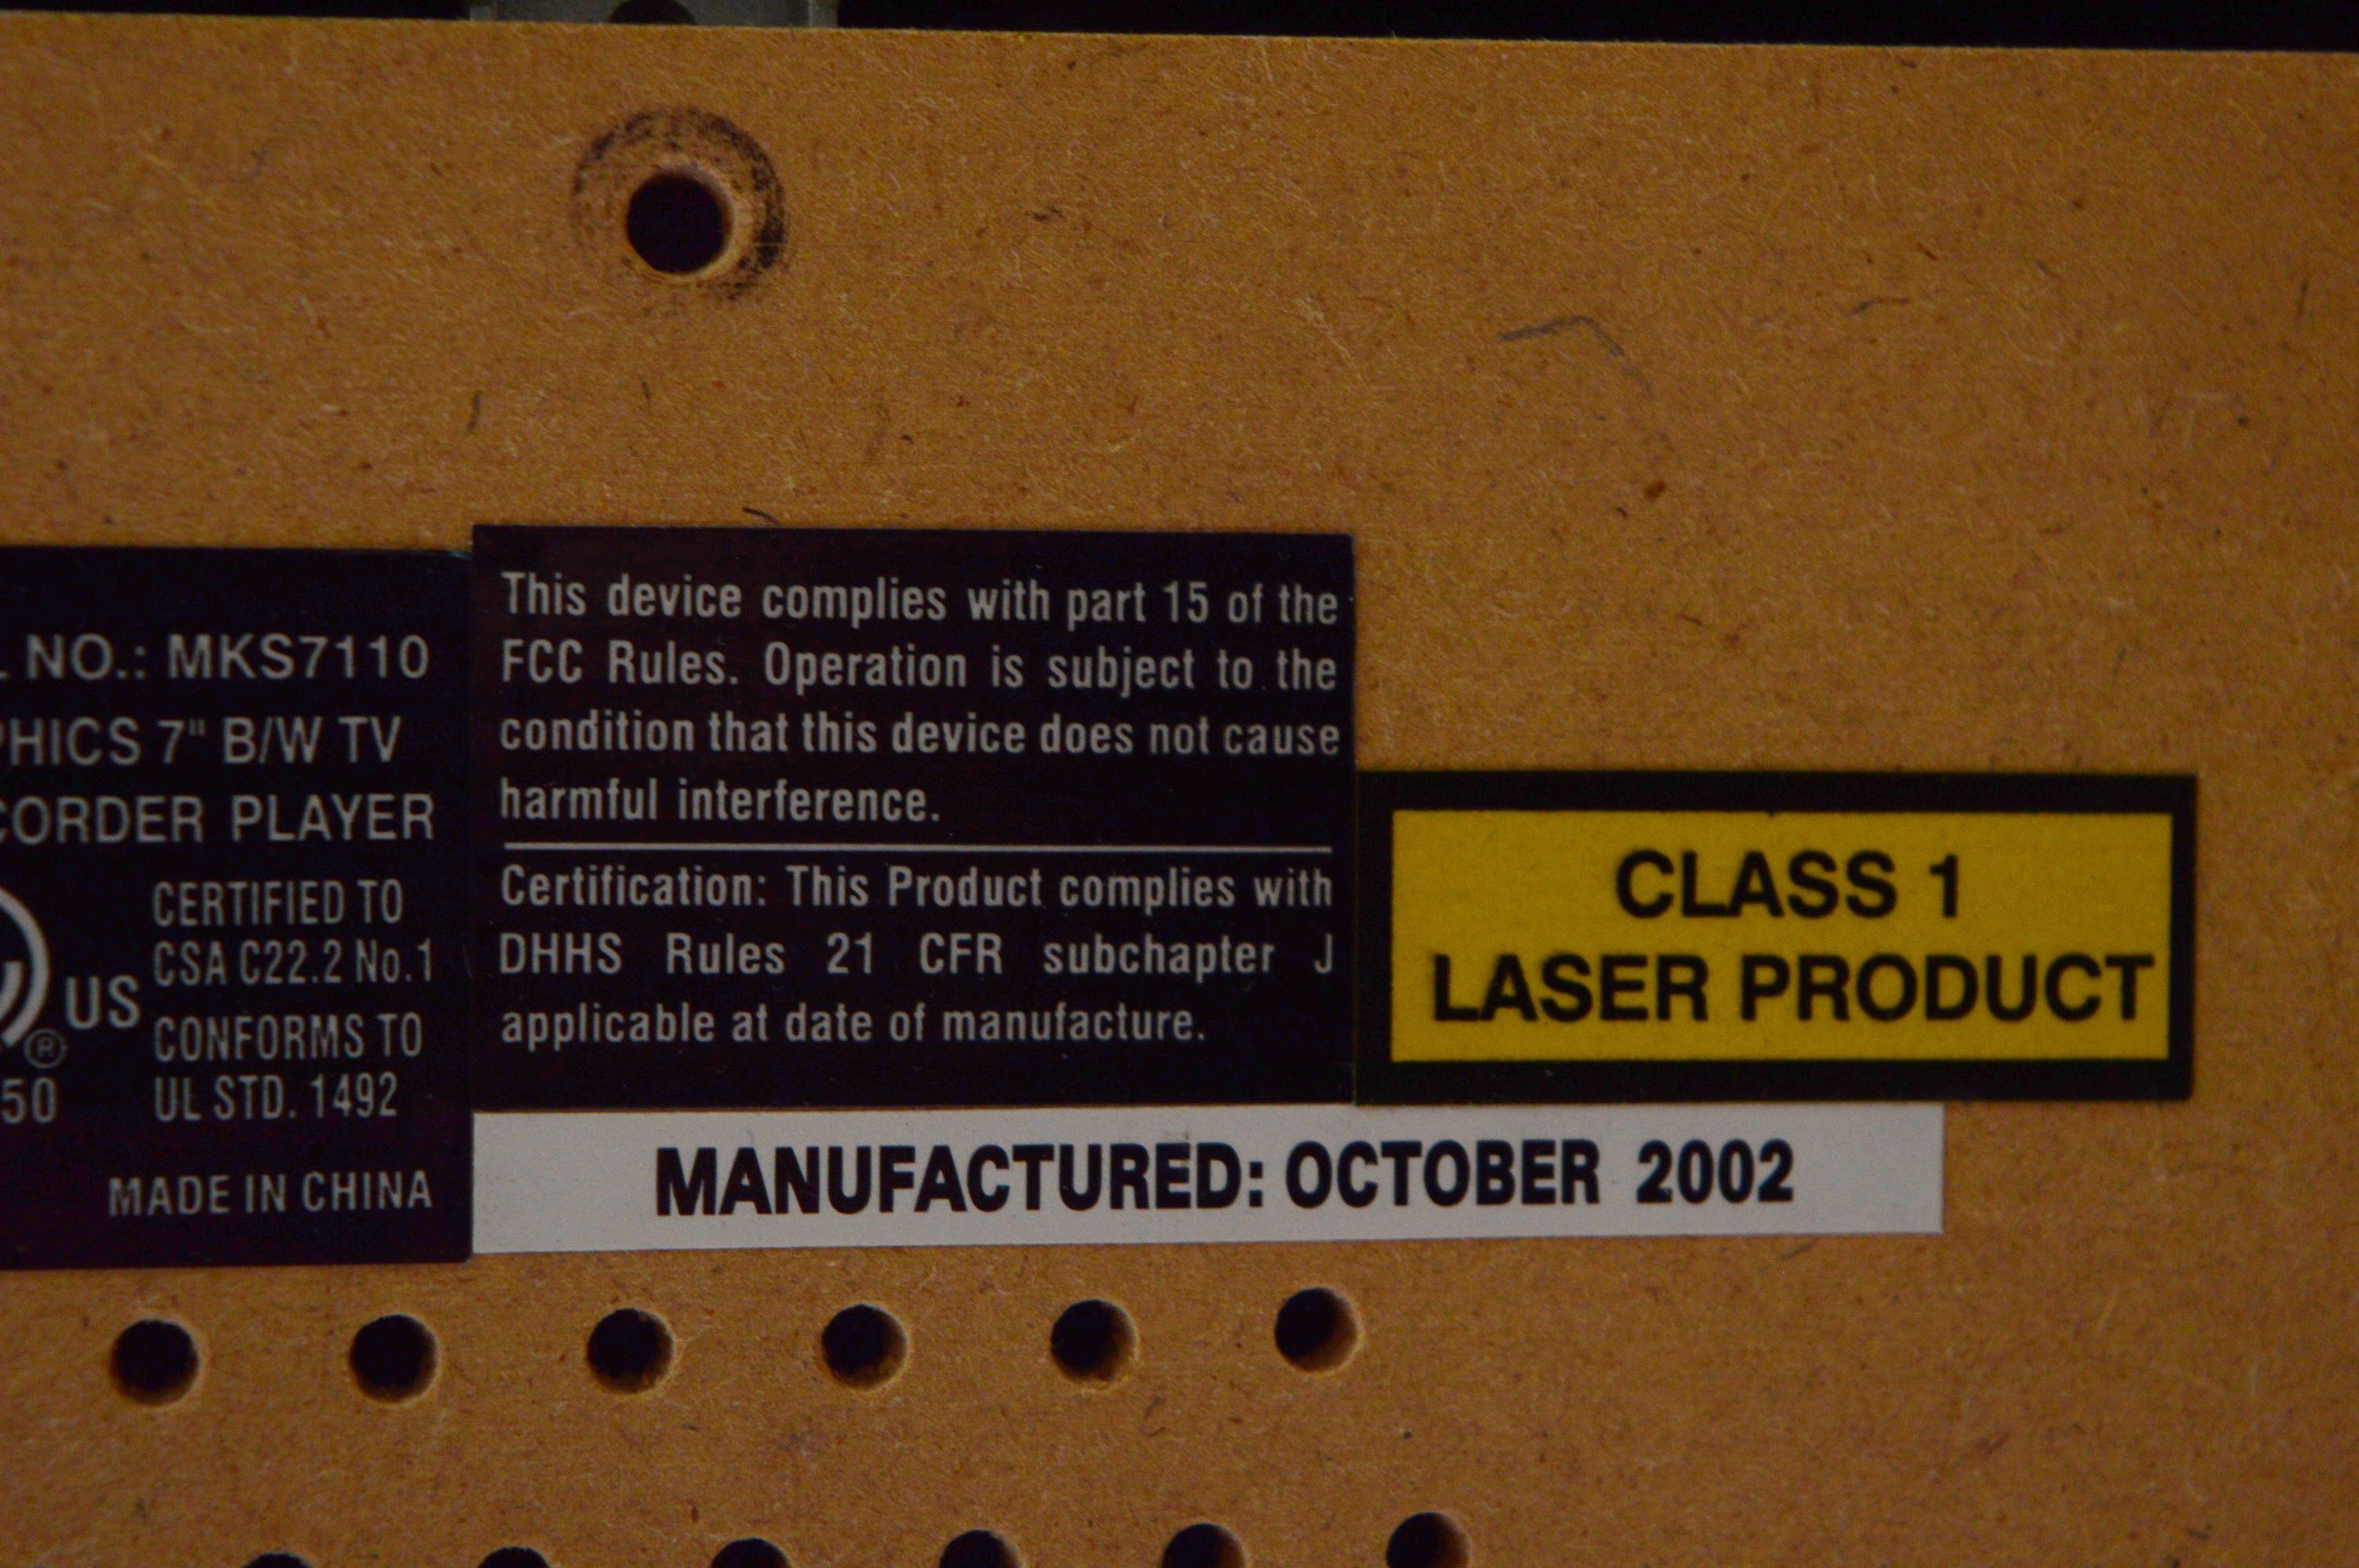 L NO.: MKS7110
PHICS 7" B/W TV
CORDER PLAYER
CERTIFIED TO
CSA C22.2 No.1
US
®
CONFORMS TO
50
UL STD. 1492
MADE IN CHINA
This device complies with part 15 of the
FCC Rules. Operation is subject to the
condition that this device does not cause
harmful interference.
Certification: This Product complies with
DHHS Rules 21 CFR subchapter J
applicable at date of manufacture.
CLASS 1
LASER PRODUCT
MANUFACTURED: OCTOBER 2002